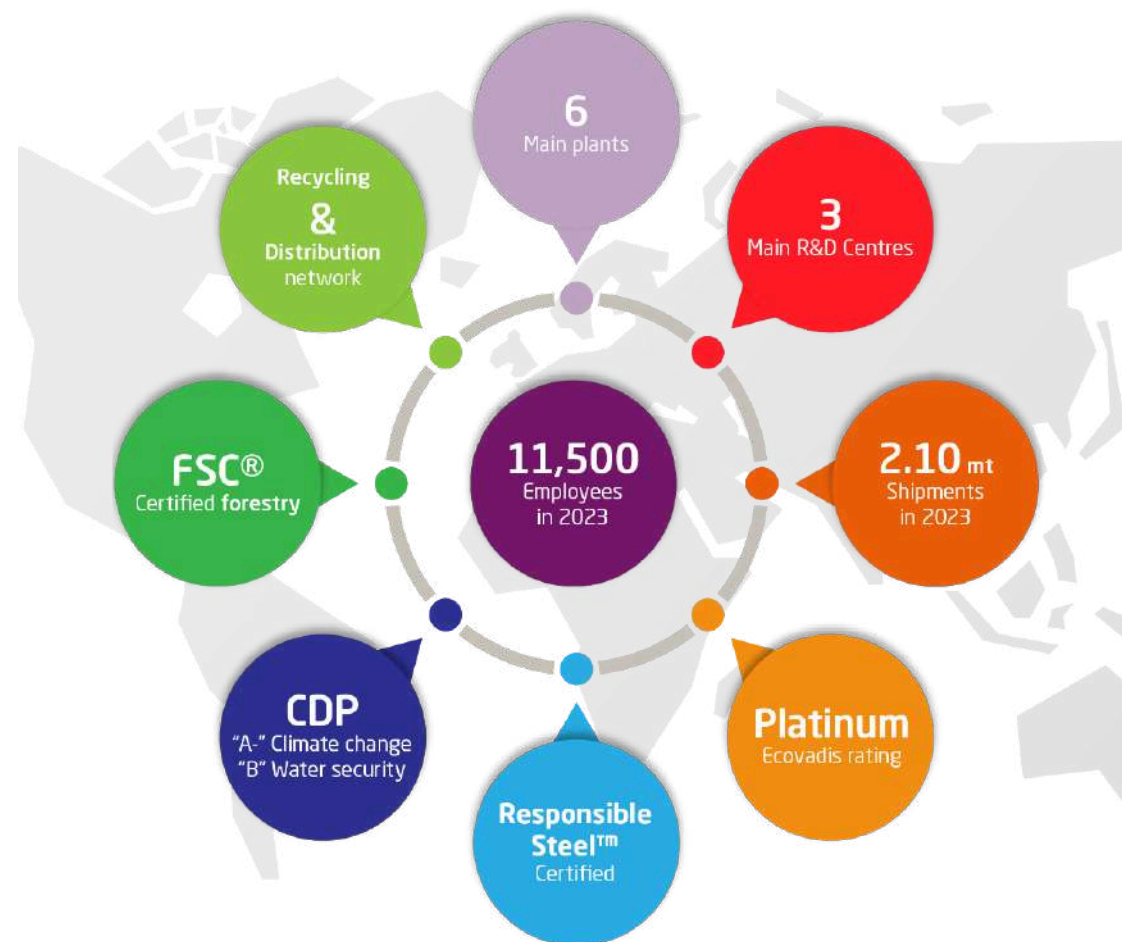 6
Main plants
3
Main R&D Centres
2.10 mt
Shipments
in 2023
Platinum
Ecovadis rating
Responsible
Steel™
Certified
CDP
"A-" Climate change
"B" Water security
FSC®
Certified forestry
Recycling
&
Distribution
network
11,500
Employees
in 2023